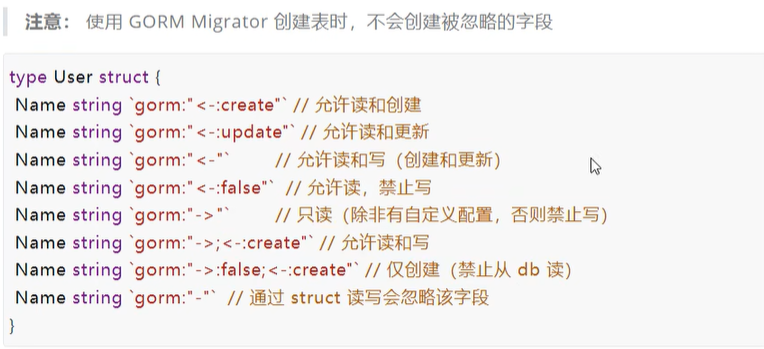 注意： 使用 GORM Migrator 创建表时，不会创建被忽略的字段
type User struct {
 Name string `gorm:"<-:create"` // 允许读和创建
 Name string `gorm:"<-:update"` // 允许读和更新
 Name string `gorm:"<-"`        // 允许读和写（创建和更新）
 Name string `gorm:"<-:false"`  // 允许读，禁止写
 Name string `gorm:"->"`        // 只读（除非有自定义配置，否则禁止写）
 Name string `gorm:"->;<-:create"` // 允许读和写
 Name string `gorm:"->:false;<-:create"` // 仅创建（禁止从 db 读）
 Name string `gorm:"-"`  // 通过 struct 读写会忽略该字段
}